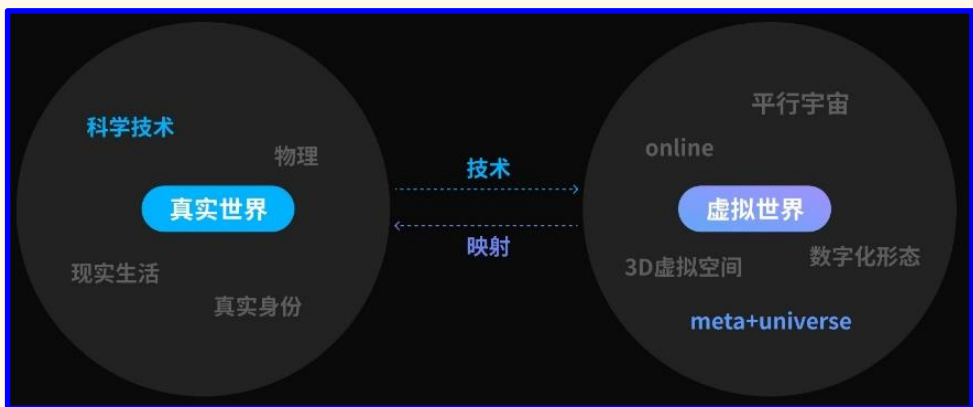 科学技术
物理
真实世界
现实生活
真实身份
技术
映射
平行宇宙
online
虚拟世界
3D虚拟空间
数字化形态
meta+universe